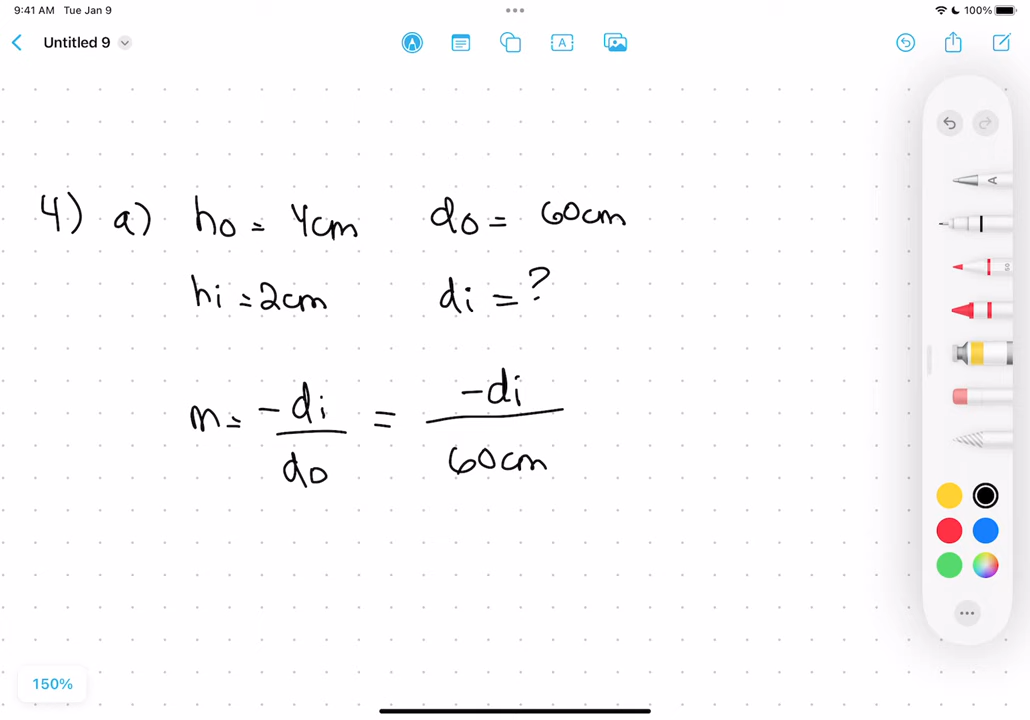 9:41 AM Tue Jan 9 100%
Untitled 9
4) a) ho = 4cm do = 60cm
hi = 2cm di = ?
m = -di/do = -di/60cm
150%